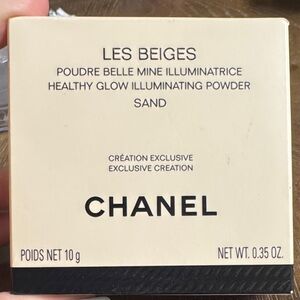 LES BEIGES
POUDRE BELLE MINE ILLUMINATRICE
HEALTHY GLOW ILLUMINATING POWDER
SAND
CRÉATION EXCLUSIVE
EXCLUSIVE CREATION
CHANEL
POIDS NET 10 g NET WT. 0.35 OZ.